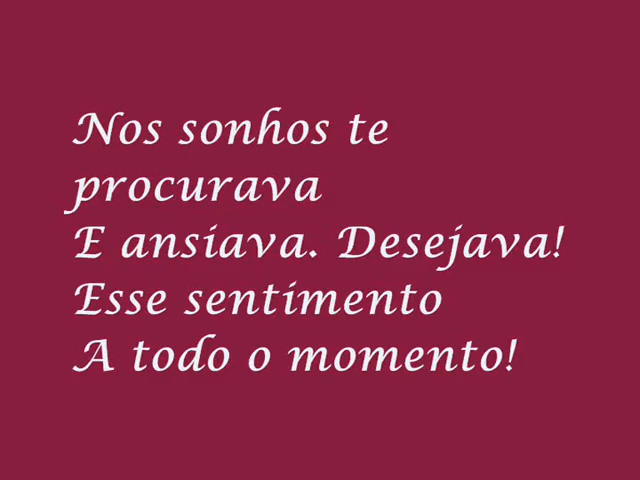 Nos sonhos te
procurava
E ansiava. Desejava!
Esse sentimento
A todo o momento!